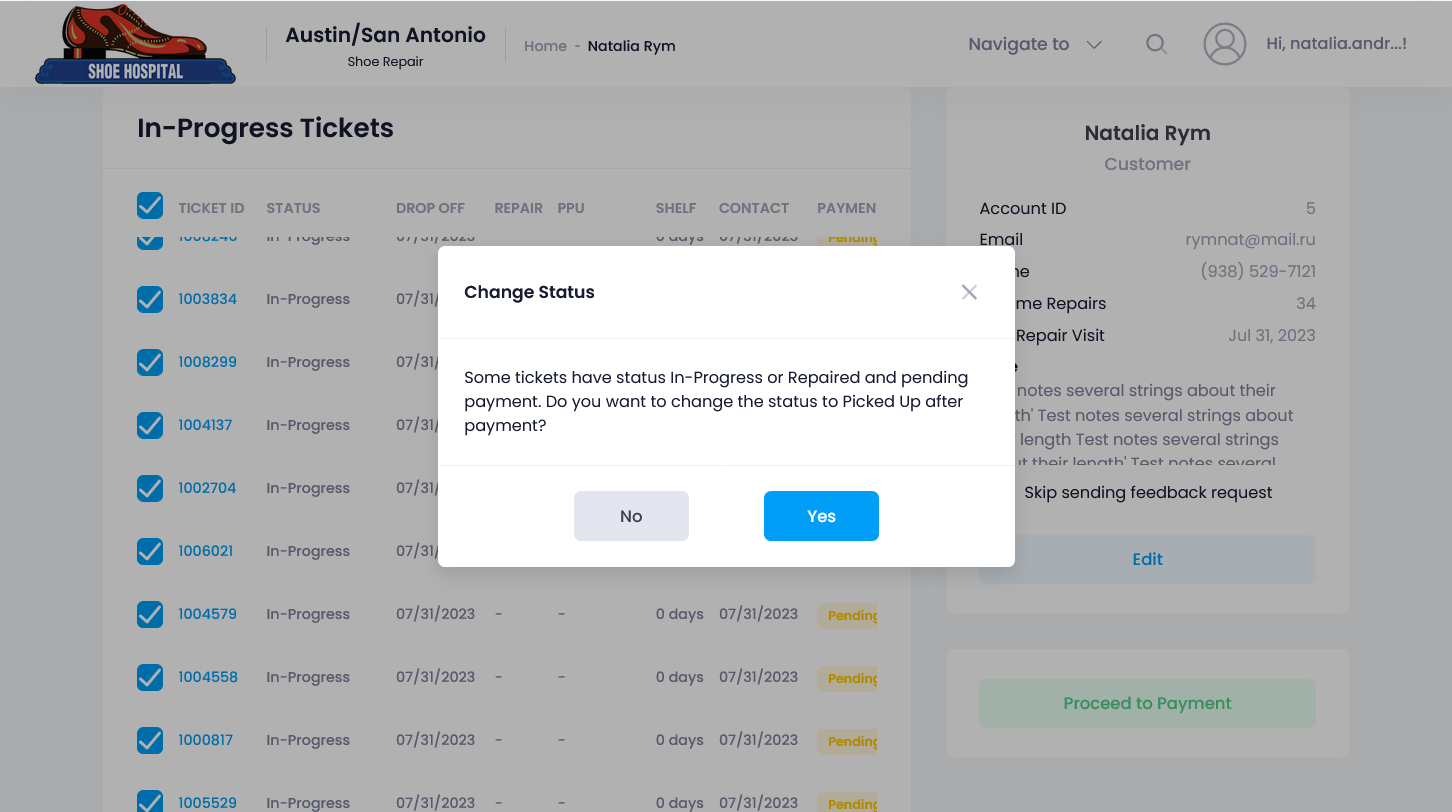 SHOE HOSPITAL
Austin/San Antonio
Shoe Repair
Home - Natalia Rym
Navigate to
Hi, natalia.andr...!
In-Progress Tickets
TICKET ID STATUS DROP OFF REPAIR PPU SHELF CONTACT PAYMEN
In-Progress 07/31/2023 0 days 07/31/2023 Pending
1003834 In-Progress 07/31/
1008299 In-Progress 07/31/
1004137 In-Progress 07/31/
1002704 In-Progress 07/31/
1006021 In-Progress 07/31/
1004579 In-Progress 07/31/2023 - - 0 days 07/31/2023 Pending
1004558 In-Progress 07/31/2023 - - 0 days 07/31/2023 Pending
1000817 In-Progress 07/31/2023 - - 0 days 07/31/2023 Pending
1005529 In-Progress 07/31/2023 - - 0 days 07/31/2023 Pending
Change Status
Some tickets have status In-Progress or Repaired and pending
payment. Do you want to change the status to Picked Up after
payment?
No Yes
Natalia Rym
Customer
Account ID 5
Email rymnat@mail.ru
ne (938) 529-7121
me Repairs 34
Repair Visit Jul 31, 2023
e
notes several strings about their
th' Test notes several strings about
length Test notes several strings
ut their length' Test notes several
Skip sending feedback request
Edit
Proceed to Payment